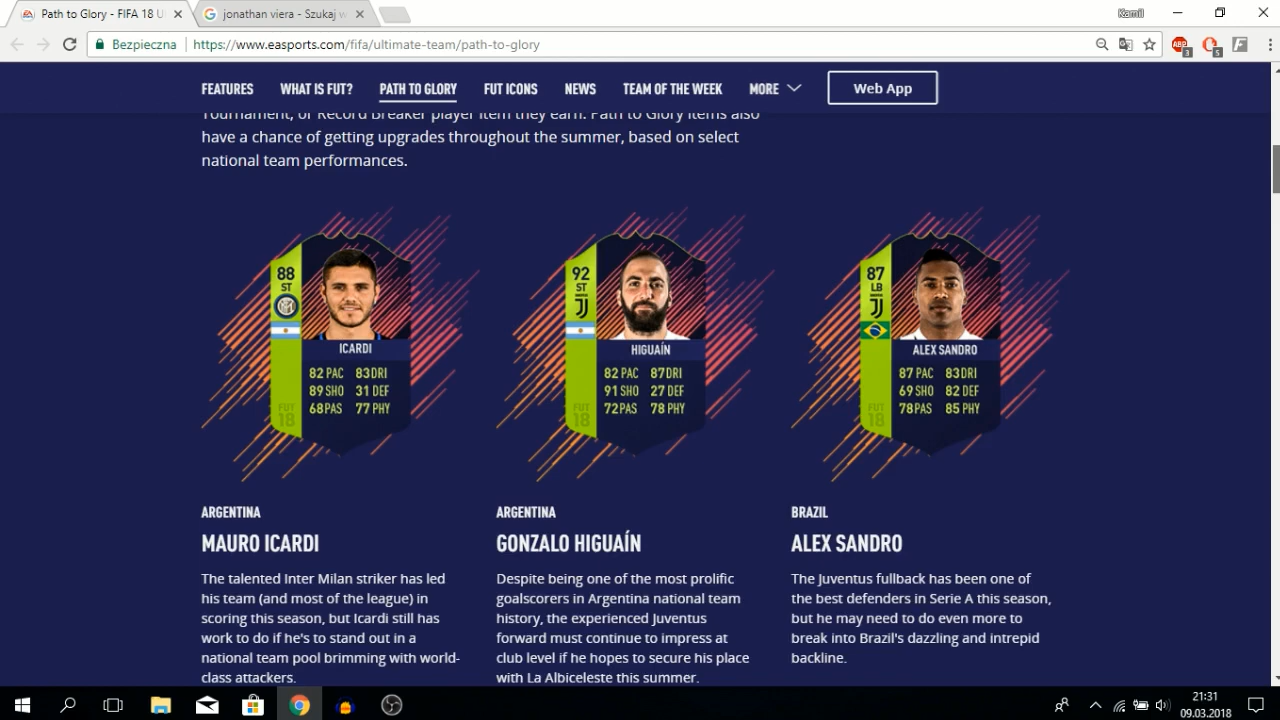 Path to Glory - FIFA 18 U
jonathan viera - Szukaj w
Kamil
Bezpieczna
https://www.easports.com/fifa/ultimate-team/path-to-glory
ABP
3
5
FEATURES
WHAT IS FUT?
PATH TO GLORY
FUT ICONS
NEWS
TEAM OF THE WEEK
MORE
Web App
Tournament, or Record Breaker player item they earn. Path to Glory items also
have a chance of getting upgrades throughout the summer, based on select
national team performances.
88
ST
ICARDI
82 PAC 83 DRI
89 SHO 31 DEF
68 PAS 77 PHY
FUT
18
92
ST
HIGUAÍN
82 PAC 87 DRI
91 SHO 27 DEF
72 PAS 78 PHY
FUT
18
87
LB
ALEX SANDRO
87 PAC 83 DRI
69 SHO 82 DEF
78 PAS 85 PHY
FUT
18
ARGENTINA
MAURO ICARDI
The talented Inter Milan striker has led
his team (and most of the league) in
scoring this season, but Icardi still has
work to do if he's to stand out in a
national team pool brimming with world-
class attackers.
ARGENTINA
GONZALO HIGUAÍN
Despite being one of the most prolific
goalscorers in Argentina national team
history, the experienced Juventus
forward must continue to impress at
club level if he hopes to secure his place
with La Albiceleste this summer.
BRAZIL
ALEX SANDRO
The Juventus fullback has been one of
the best defenders in Serie A this season,
but he may need to do even more to
break into Brazil's dazzling and intrepid
backline.
21:31
09.03.2018